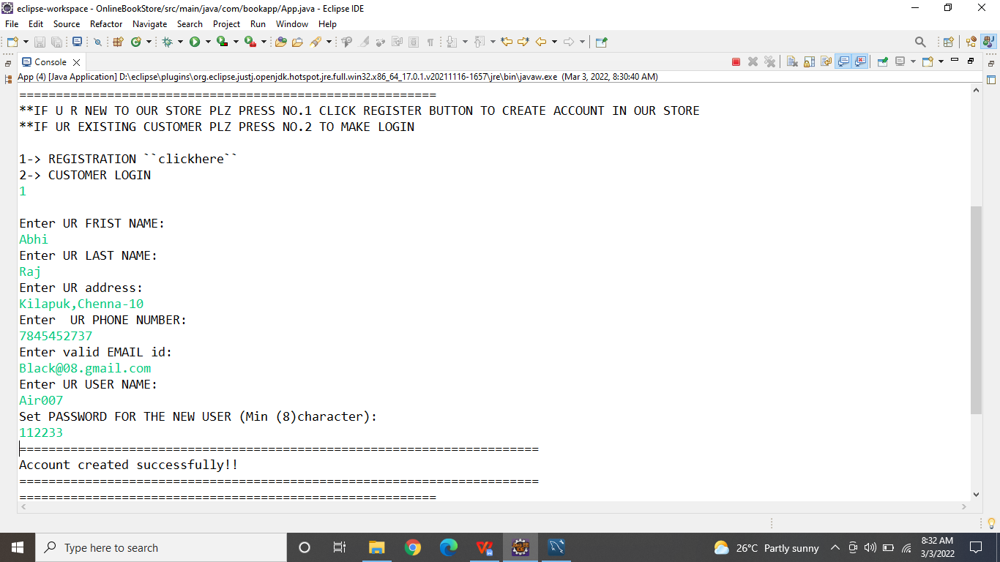 eclipse-workspace - OnlineBookStore/src/main/java/com/bookapp/App.java - Eclipse IDE
File Edit Source Refactor Navigate Search Project Run Window Help
Console
App (4) [Java Application] D:\eclipse\plugins\org.eclipse.justj.openjdk.hotspot.jre.full.win32.x86_64_17.0.1.v20211116-1657\jre\bin\javaw.exe (Mar 3, 2022, 8:30:40 AM)
=========================================================
**IF U R NEW TO OUR STORE PLZ PRESS NO.1 CLICK REGISTER BUTTON TO CREATE ACCOUNT IN OUR STORE
**IF UR EXISTING CUSTOMER PLZ PRESS NO.2 TO MAKE LOGIN
1-> REGISTRATION ``clickhere``
2-> CUSTOMER LOGIN
1
Enter UR FRIST NAME:
Abhi
Enter UR LAST NAME:
Raj
Enter UR address:
Kilapuk,Chenna-10
Enter  UR PHONE NUMBER:
7845452737
Enter valid EMAIL id:
Black@08.gmail.com
Enter UR USER NAME:
Air007
Set PASSWORD FOR THE NEW USER (Min (8)character):
112233
=======================================================================
Account created successfully!!
=======================================================================
=========================================================
Type here to search
26°C Partly sunny
8:32 AM
3/3/2022